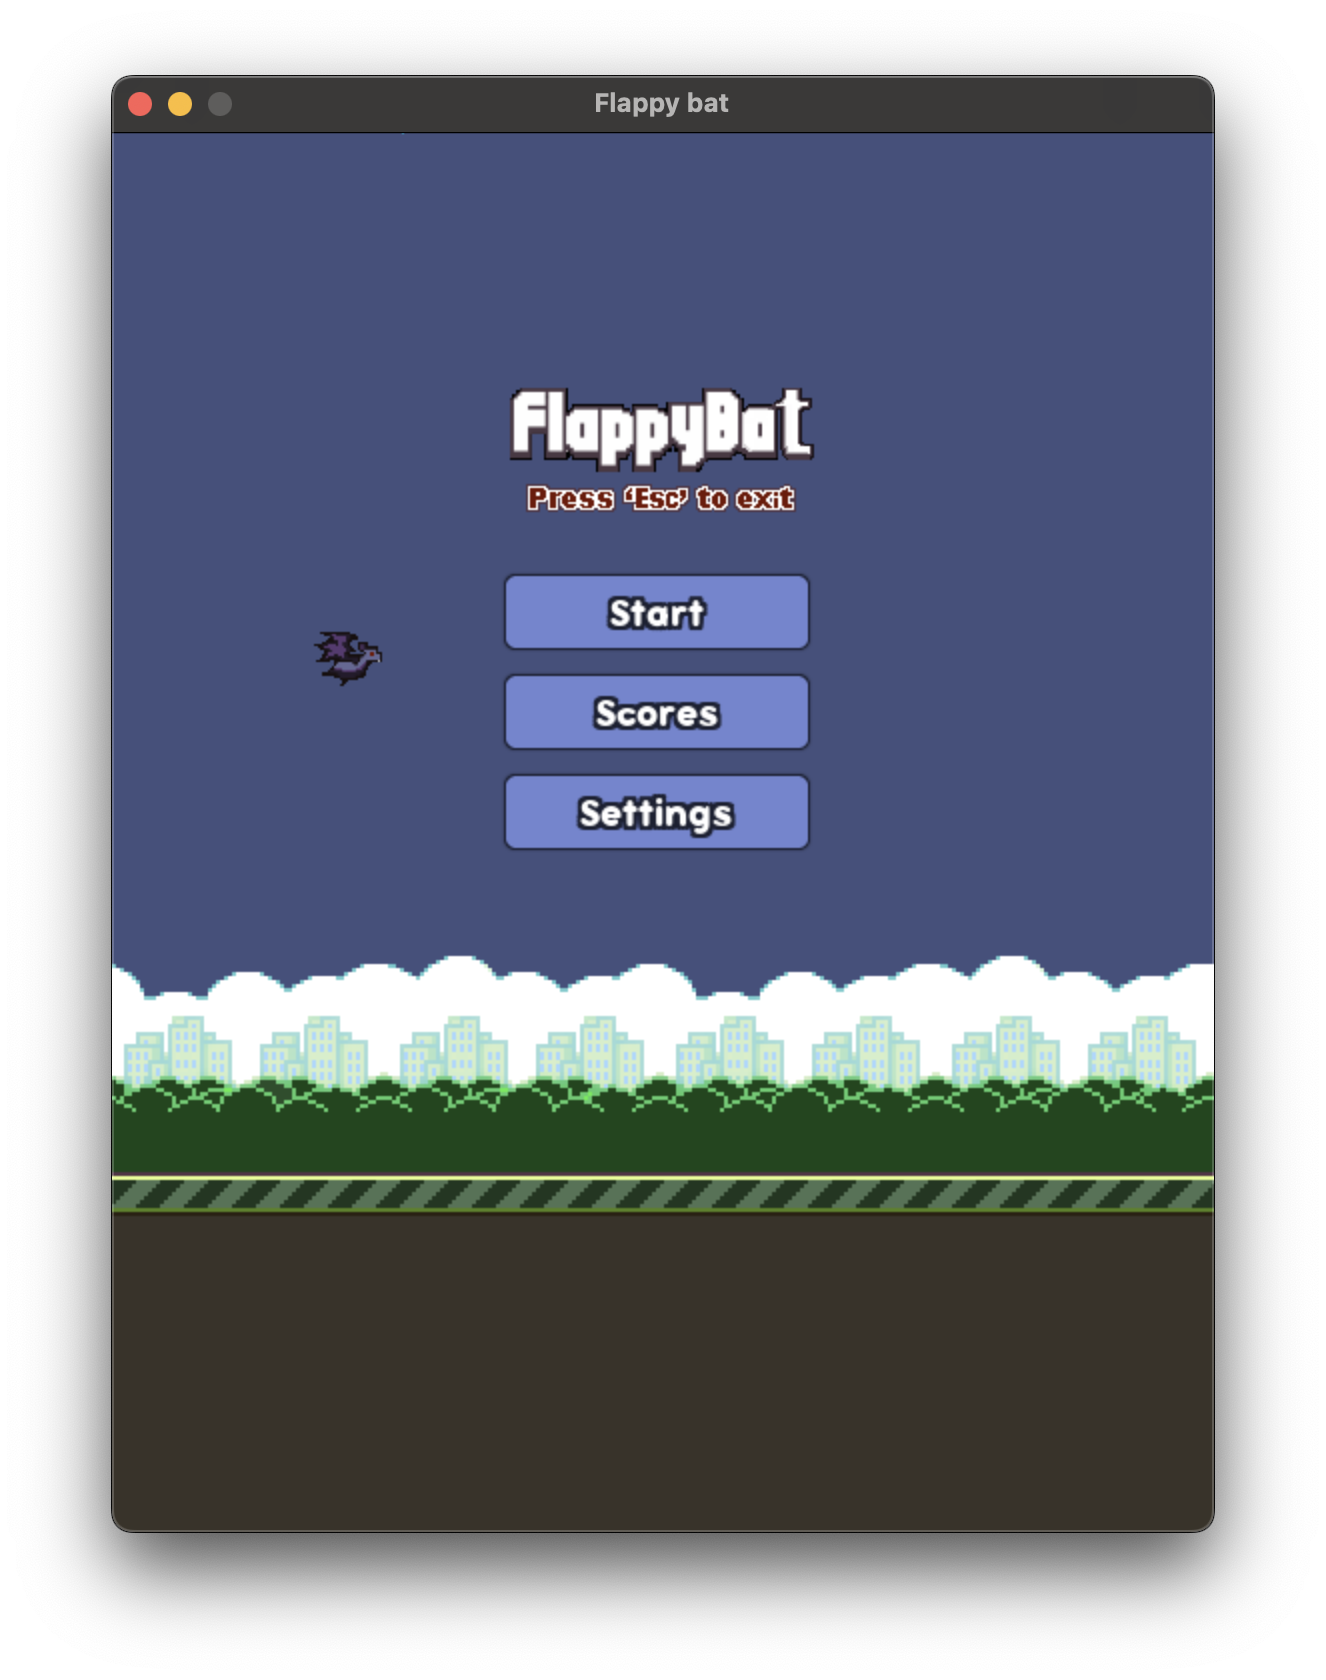 Flappy bat
FlappyBat
Press ‘Esc’ to exit
Start
Scores
Settings